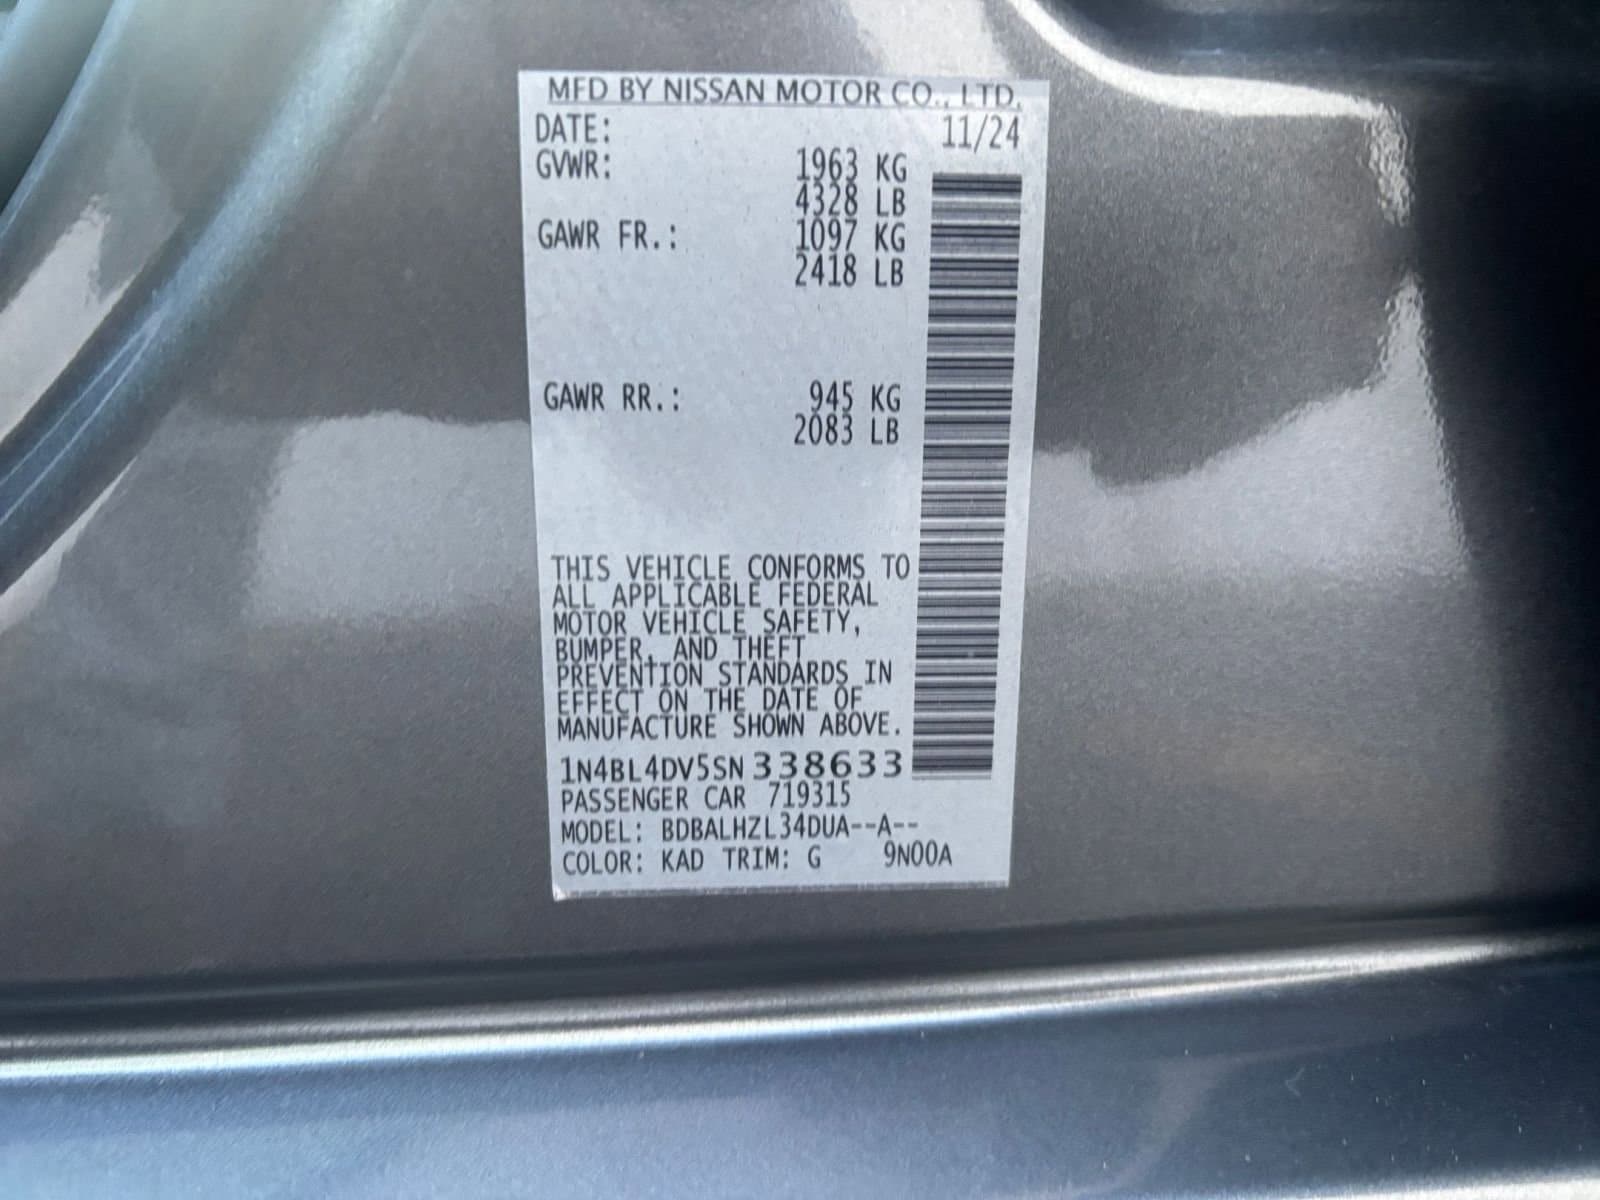 MFD BY NISSAN MOTOR CO., LTD.
DATE: 11/24
GVWR: 1963 KG
4328 LB
GAWR FR.: 1097 KG
2418 LB
GAWR RR.: 945 KG
2083 LB
THIS VEHICLE CONFORMS TO
ALL APPLICABLE FEDERAL
MOTOR VEHICLE SAFETY,
BUMPER, AND THEFT
PREVENTION STANDARDS IN
EFFECT ON THE DATE OF
MANUFACTURE SHOWN ABOVE.
1N4BL4DV5SN338633
PASSENGER CAR 719315
MODEL: BDBALHZL34DUA--A--
COLOR: KAD TRIM: G 9N00A